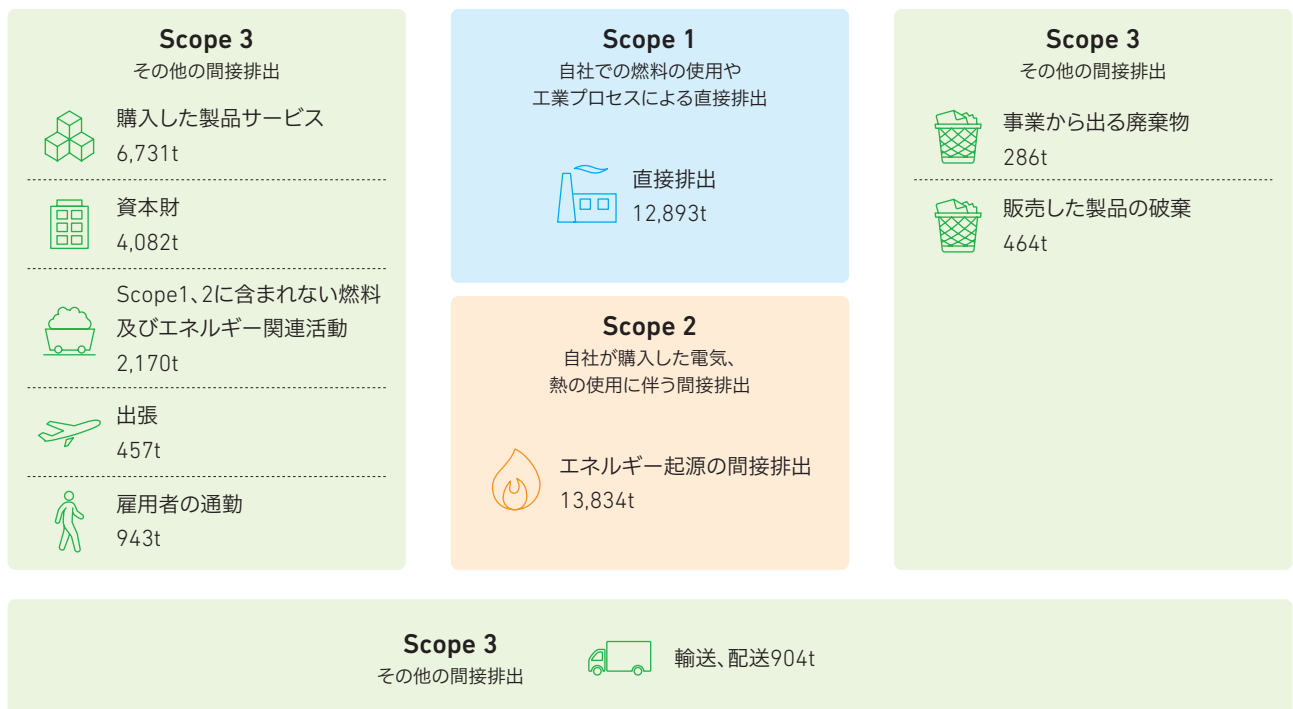 Scope 3
その他の間接排出
購入した製品サービス
6,731t
資本財
4,082t
Scope1、2に含まれない燃料
及びエネルギー関連活動
2,170t
出張
457t
雇用者の通勤
943t
Scope 1
自社での燃料の使用や
工業プロセスによる直接排出
直接排出
12,893t
Scope 2
自社が購入した電気、
熱の使用に伴う間接排出
エネルギー起源の間接排出
13,834t
Scope 3
その他の間接排出
事業から出る廃棄物
286t
販売した製品の破棄
464t
Scope 3
その他の間接排出
輸送、配送904t